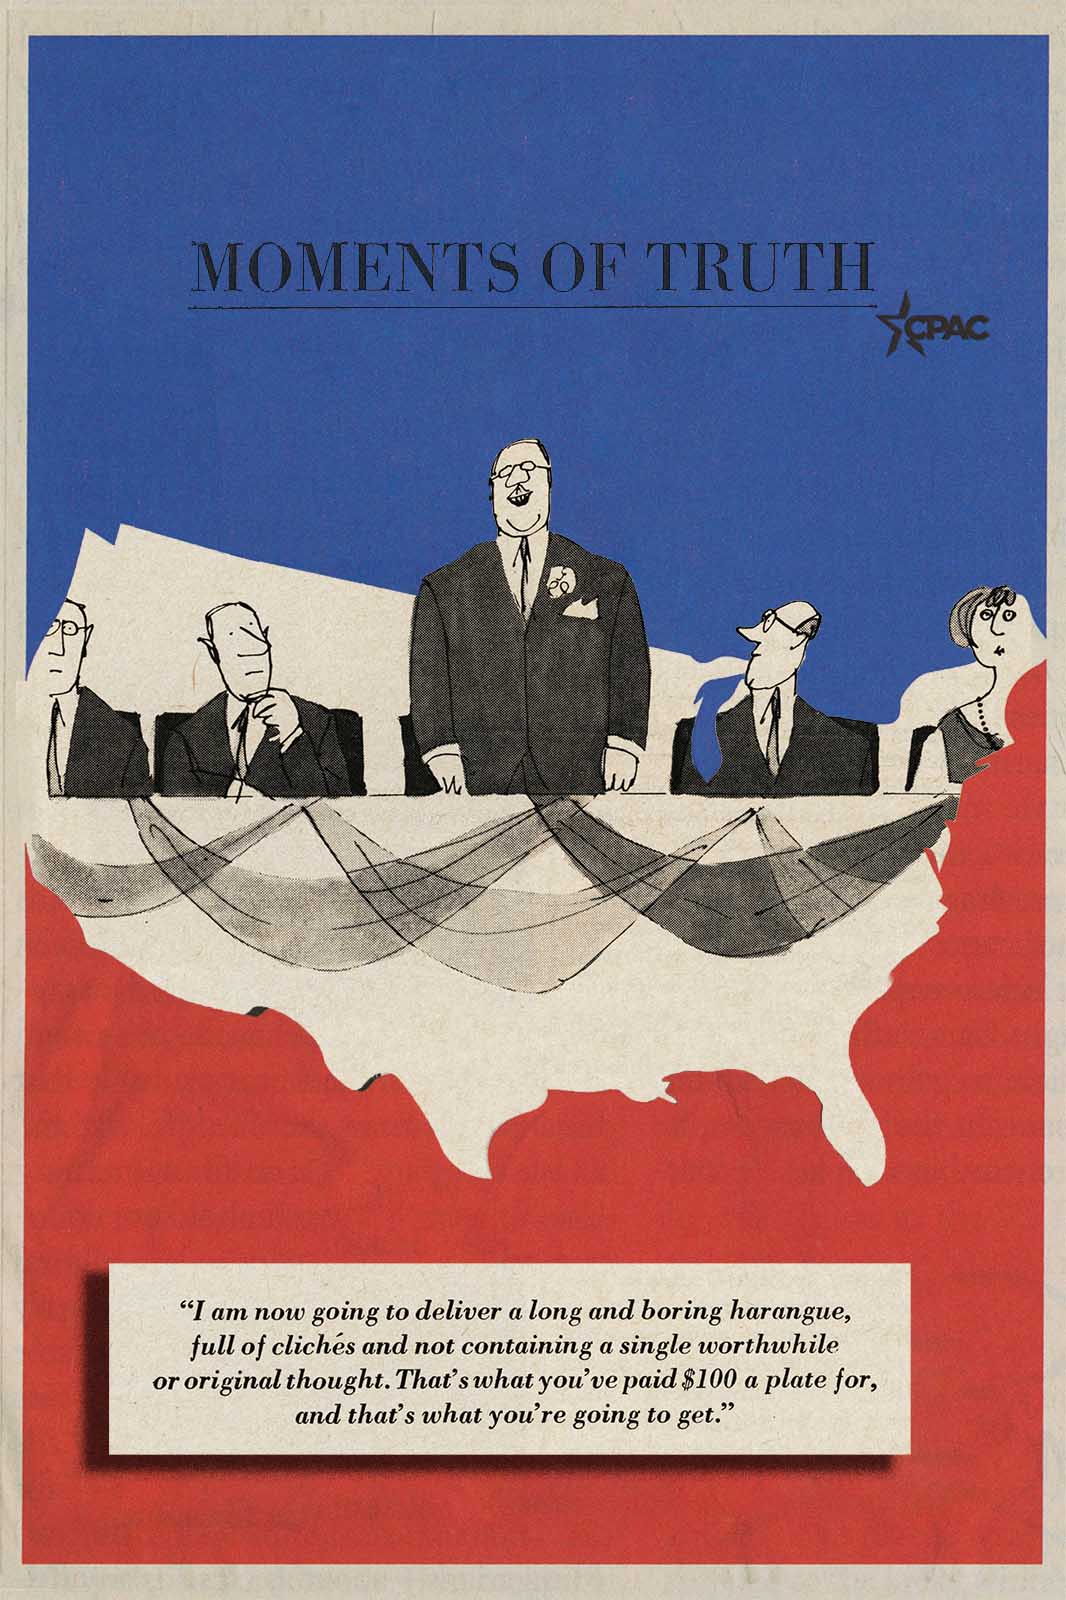 MOMENTS OF TRUTH
CPAC
“I am now going to deliver a long and boring harangue,
full of clichés and not containing a single worthwhile
or original thought. That’s what you’ve paid $100 a plate for,
and that’s what you’re going to get.”